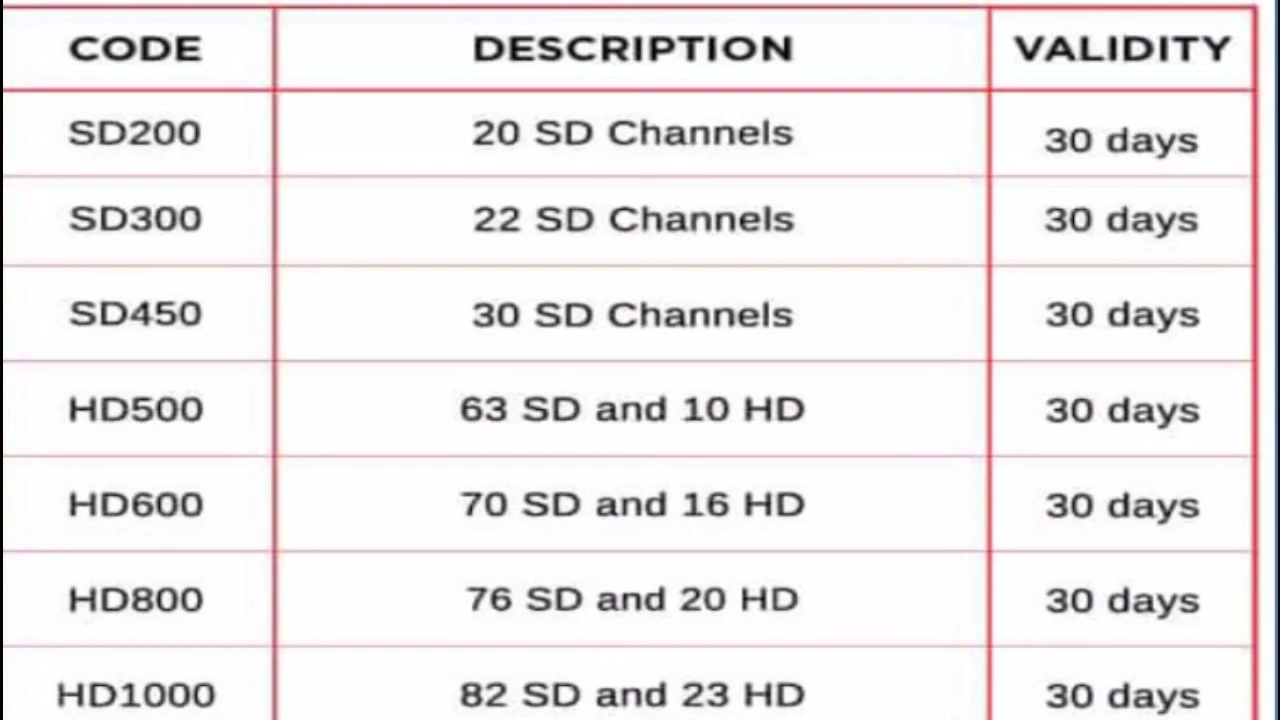 CODE DESCRIPTION VALIDITY
SD200 20 SD Channels 30 days
SD300 22 SD Channels 30 days
SD450 30 SD Channels 30 days
HD500 63 SD and 10 HD 30 days
HD600 70 SD and 16 HD 30 days
HD800 76 SD and 20 HD 30 days
HD1000 82 SD and 23 HD 30 days